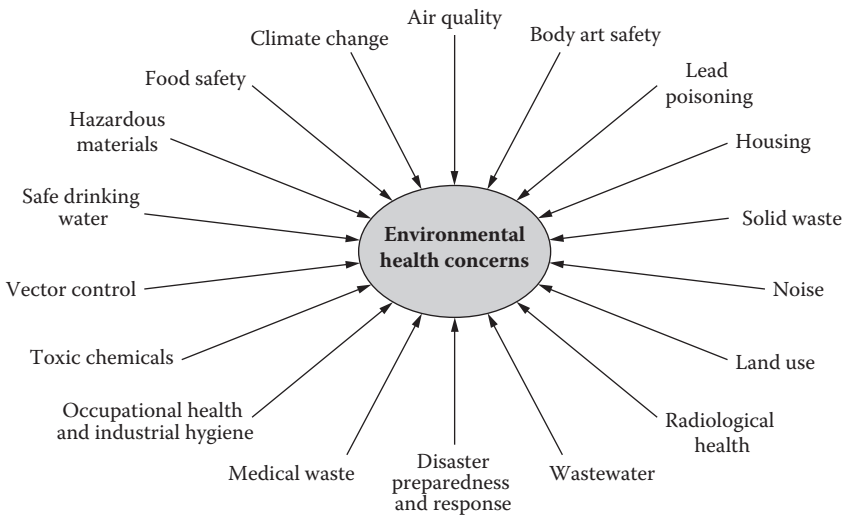 Air quality
Body art safety
Lead
poisoning
Housing
Solid waste
Noise
Land use
Radiological
health
Wastewater
Disaster
preparedness
and response
Medical waste
Occupational health
and industrial hygiene
Toxic chemicals
Vector control
Safe drinking
water
Hazardous
materials
Food safety
Climate change
Environmental
health concerns